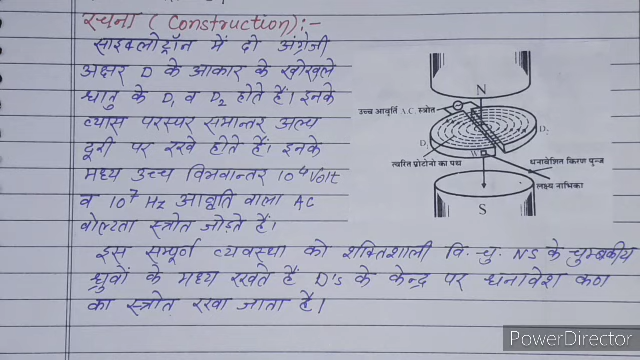 रचना (Construction):-
साइक्लोट्रॉन में दो अंग्रेजी
अक्षर D के आकार के खोखले
धातु के D₁ व D₂ होते हैं। इनके
व्यास परस्पर समान्तर अल्प
दूरी पर रखे होते हैं। इनके
मध्य उच्च विभवान्तर 10⁴ Volt
व 10⁷ Hz आवृति वाला AC
वोल्टता स्त्रोत जोड़ते हैं।
इस सम्पूर्ण व्यवस्था को शक्तिशाली वि. चु. NS के चुम्बकीय
ध्रुवों के मध्य रखते हैं D's के केन्द्र पर धनावेश कण
का स्त्रोत रखा जाता है।
N
उच्च आवृर्ति A.C. स्त्रोत
D₁
D₂
W
त्वरित प्रोटोनो का पथ
धनावेशित किरण पुन्ज
लक्ष्य नाभिका
S
PowerDirector